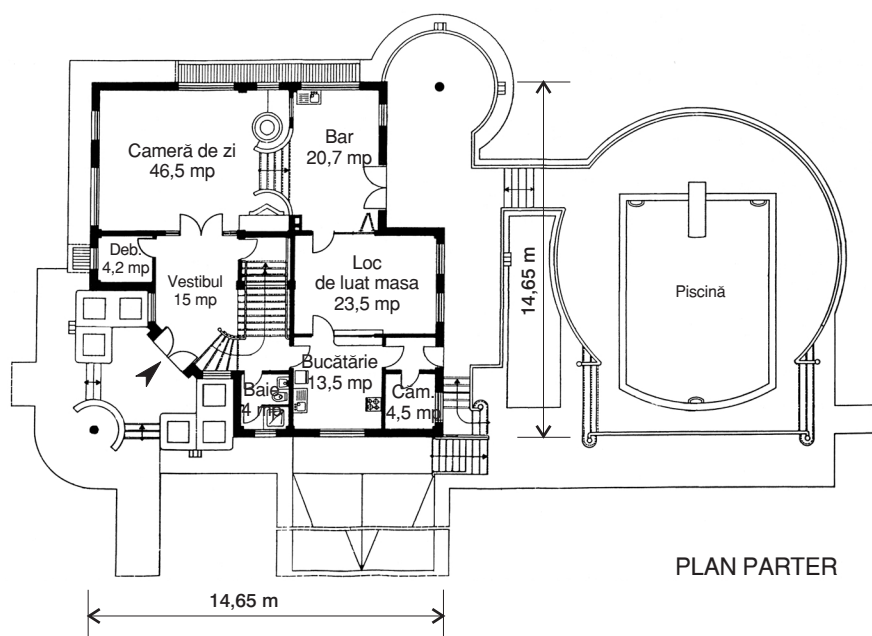 Cameră de zi
46,5 mp
Bar
20,7 mp
Deb.
4,2 mp
Vestibul
15 mp
Loc
de luat masa
23,5 mp
14,65 m
Piscină
Bucătărie
13,5 mp
Baie
4 mp
Cam.
4,5 mp
PLAN PARTER
14,65 m